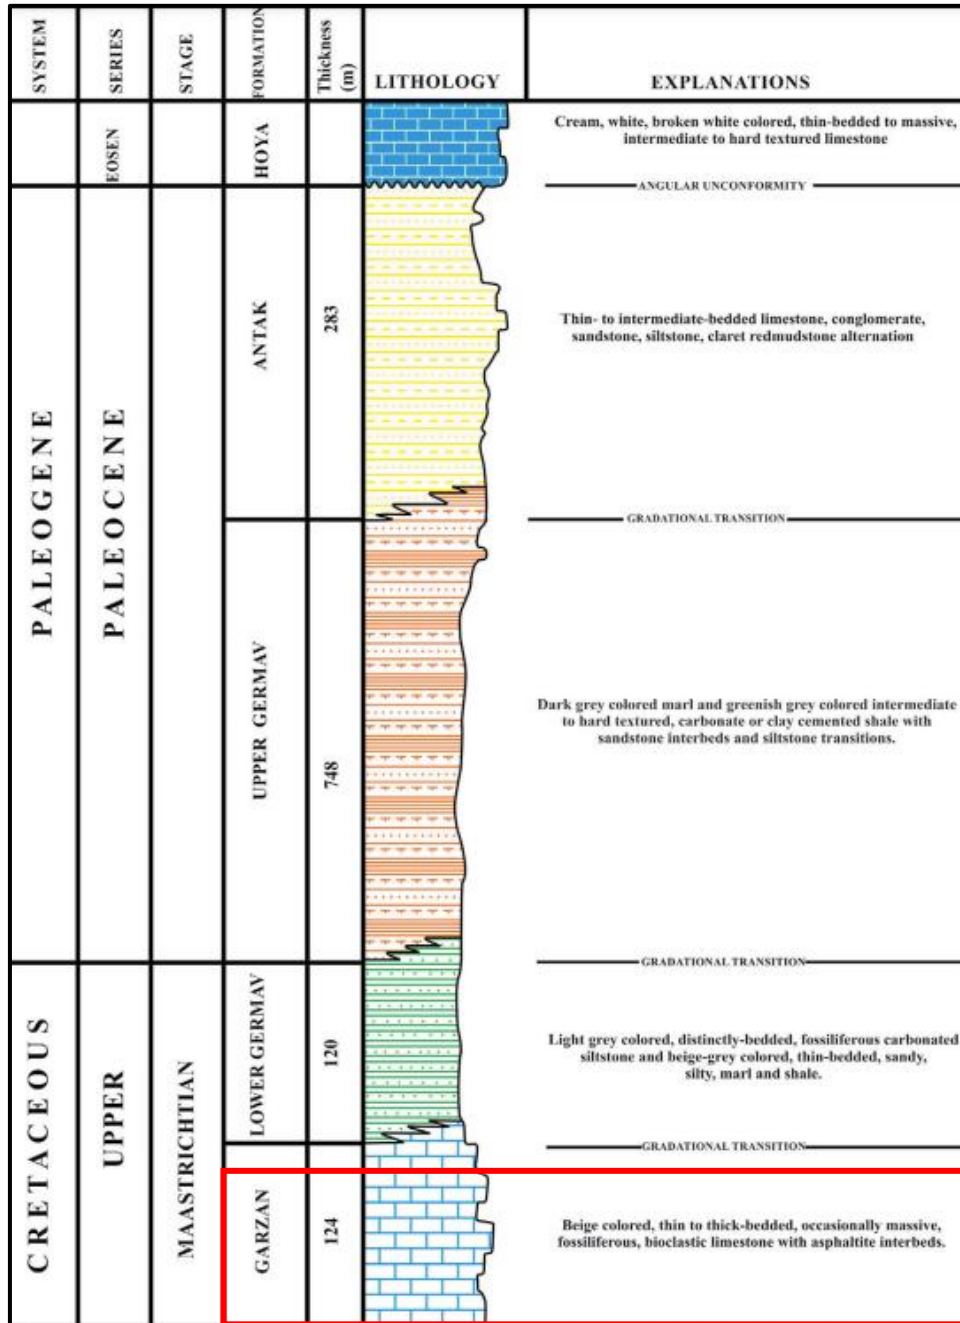 SYSTEM
SERIES
STAGE
FORMATION
Thickness
(m)
LITHOLOGY
EXPLANATIONS
EOSEN
HOYA
Cream, white, broken white colored, thin-bedded to massive,
intermediate to hard textured limestone
ANGULAR UNCONFORMITY
PALEOGENE
PALEOCENE
ANTAK
283
Thin- to intermediate-bedded limestone, conglomerate,
sandstone, siltstone, claret redmudstone alternation
GRADATIONAL TRANSITION
UPPER GERMAV
748
Dark grey colored marl and greenish grey colored intermediate
to hard textured, carbonate or clay cemented shale with
sandstone interbeds and siltstone transitions.
GRADATIONAL TRANSITION
CRETACEOUS
UPPER
MAASTRICHTIAN
LOWER GERMAV
120
Light grey colored, distinctly-bedded, fossiliferous carbonated
siltstone and beige-grey colored, thin-bedded, sandy,
silty, marl and shale.
GRADATIONAL TRANSITION
GARZAN
124
Beige colored, thin to thick-bedded, occasionally massive,
fossiliferous, bioclastic limestone with asphaltite interbeds.